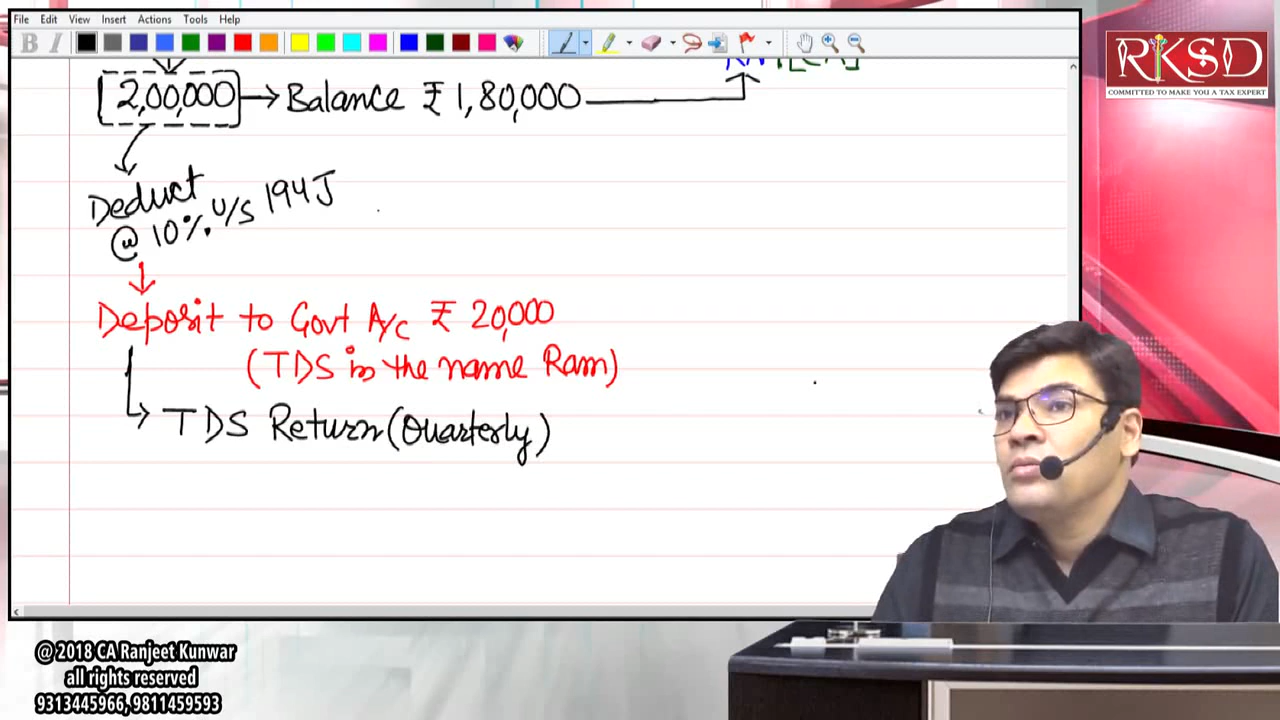 File Edit View Insert Actions Tools Help
B I
RKSD
COMMITTED TO MAKE YOU A TAX EXPERT
2,00,000 → Balance ₹ 1,80,000
Deduct
@ 10% u/s 194J
Deposit to Govt A/c ₹ 20,000
(TDS in the name Ram)
TDS Return (Quarterly)
@ 2018 CA Ranjeet Kunwar
all rights reserved
9313445966, 9811459593